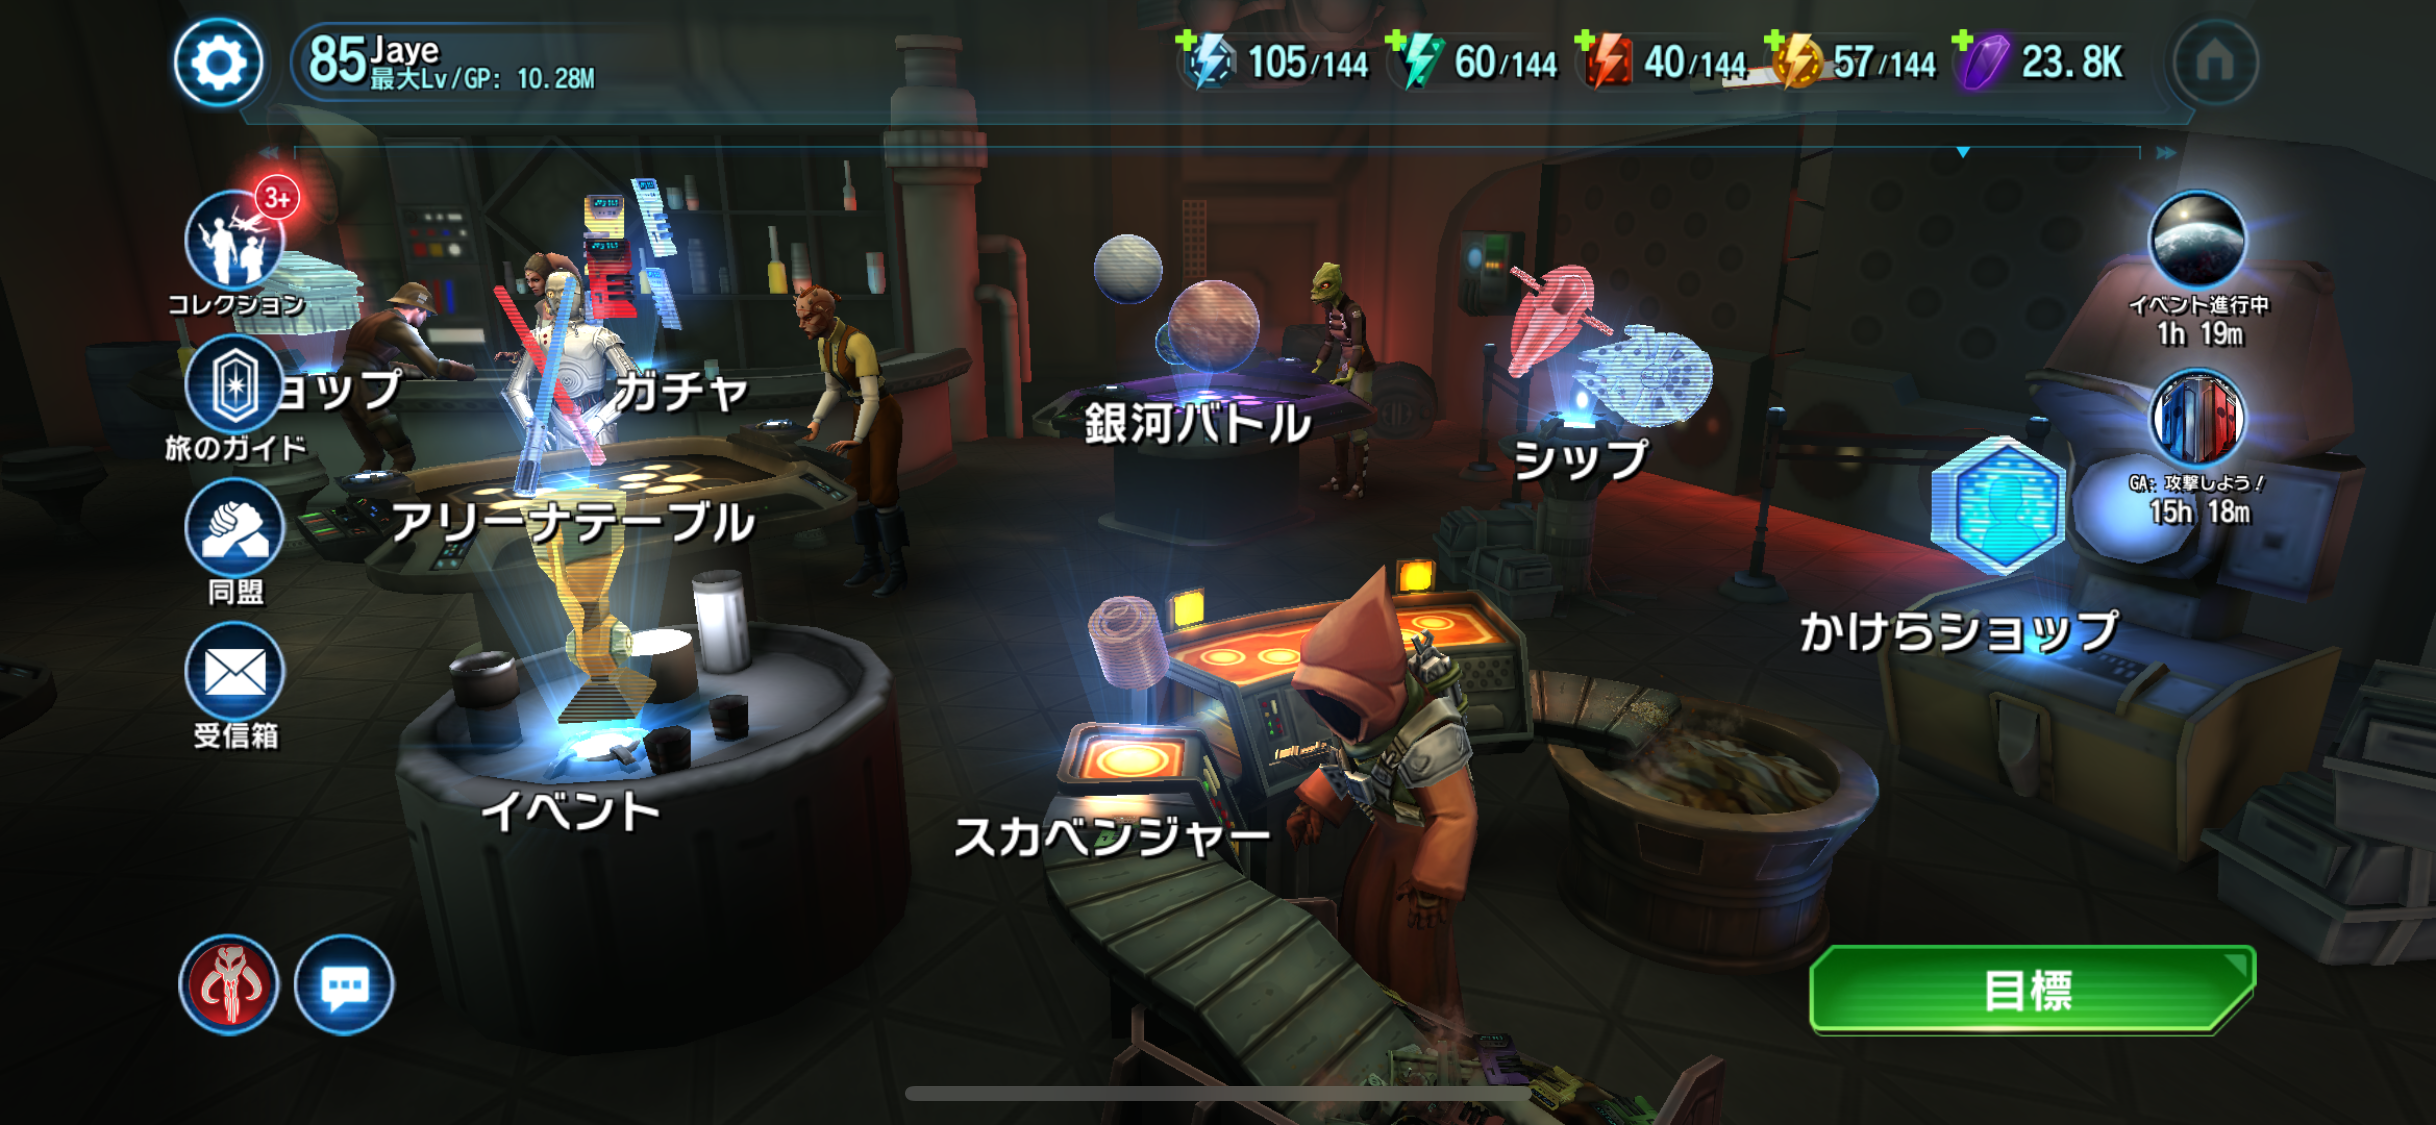 85 Jaye
最大Lv/GP: 10.28M
105/144
60/144
40/144
57/144
23.8K
3+
コレクション
ョップ
旅のガイド
同盟
受信箱
ガチャ
アリーナテーブル
銀河バトル
シップ
イベント進行中
1h 19m
GA: 攻撃しよう!
15h 18m
かけらショップ
イベント
スカベンジャー
目標